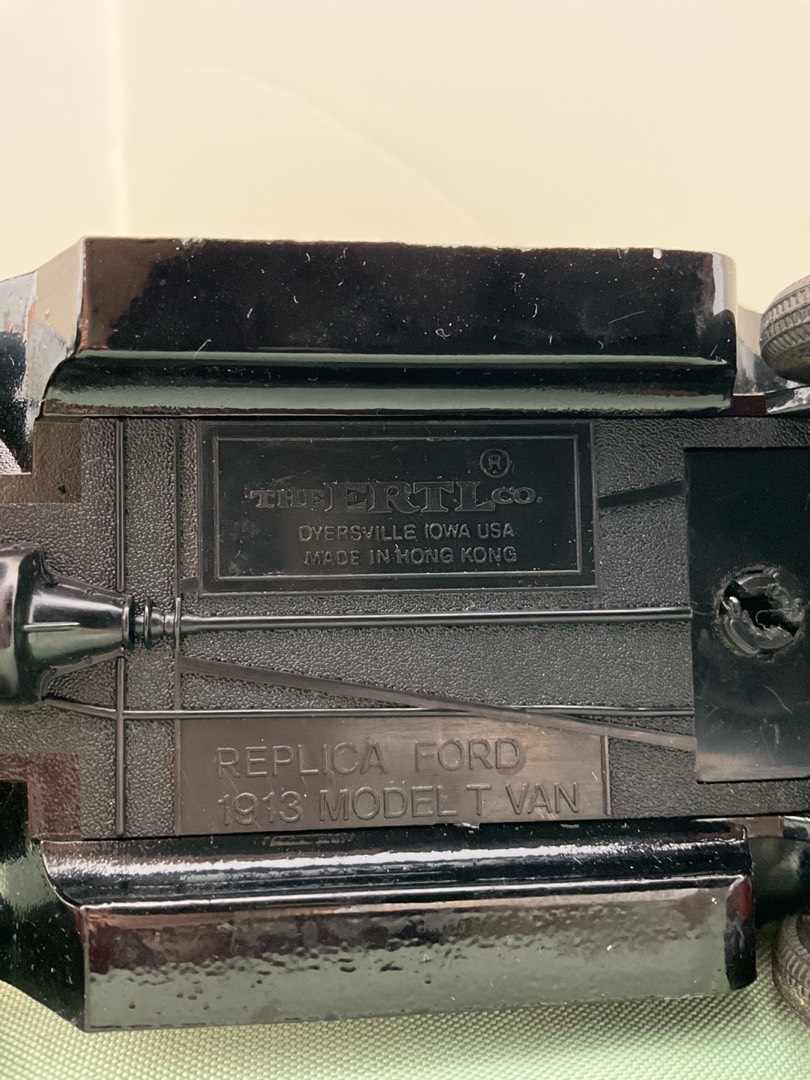 ®
THE ERTL CO.
DYERSVILLE IOWA USA
MADE IN HONG KONG
REPLICA FORD
1913 MODEL T VAN